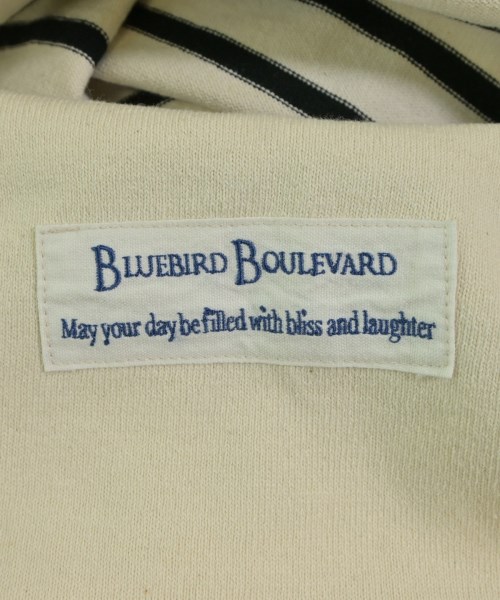 BLUEBIRD BOULEVARD
May your day be filled with bliss and laughter